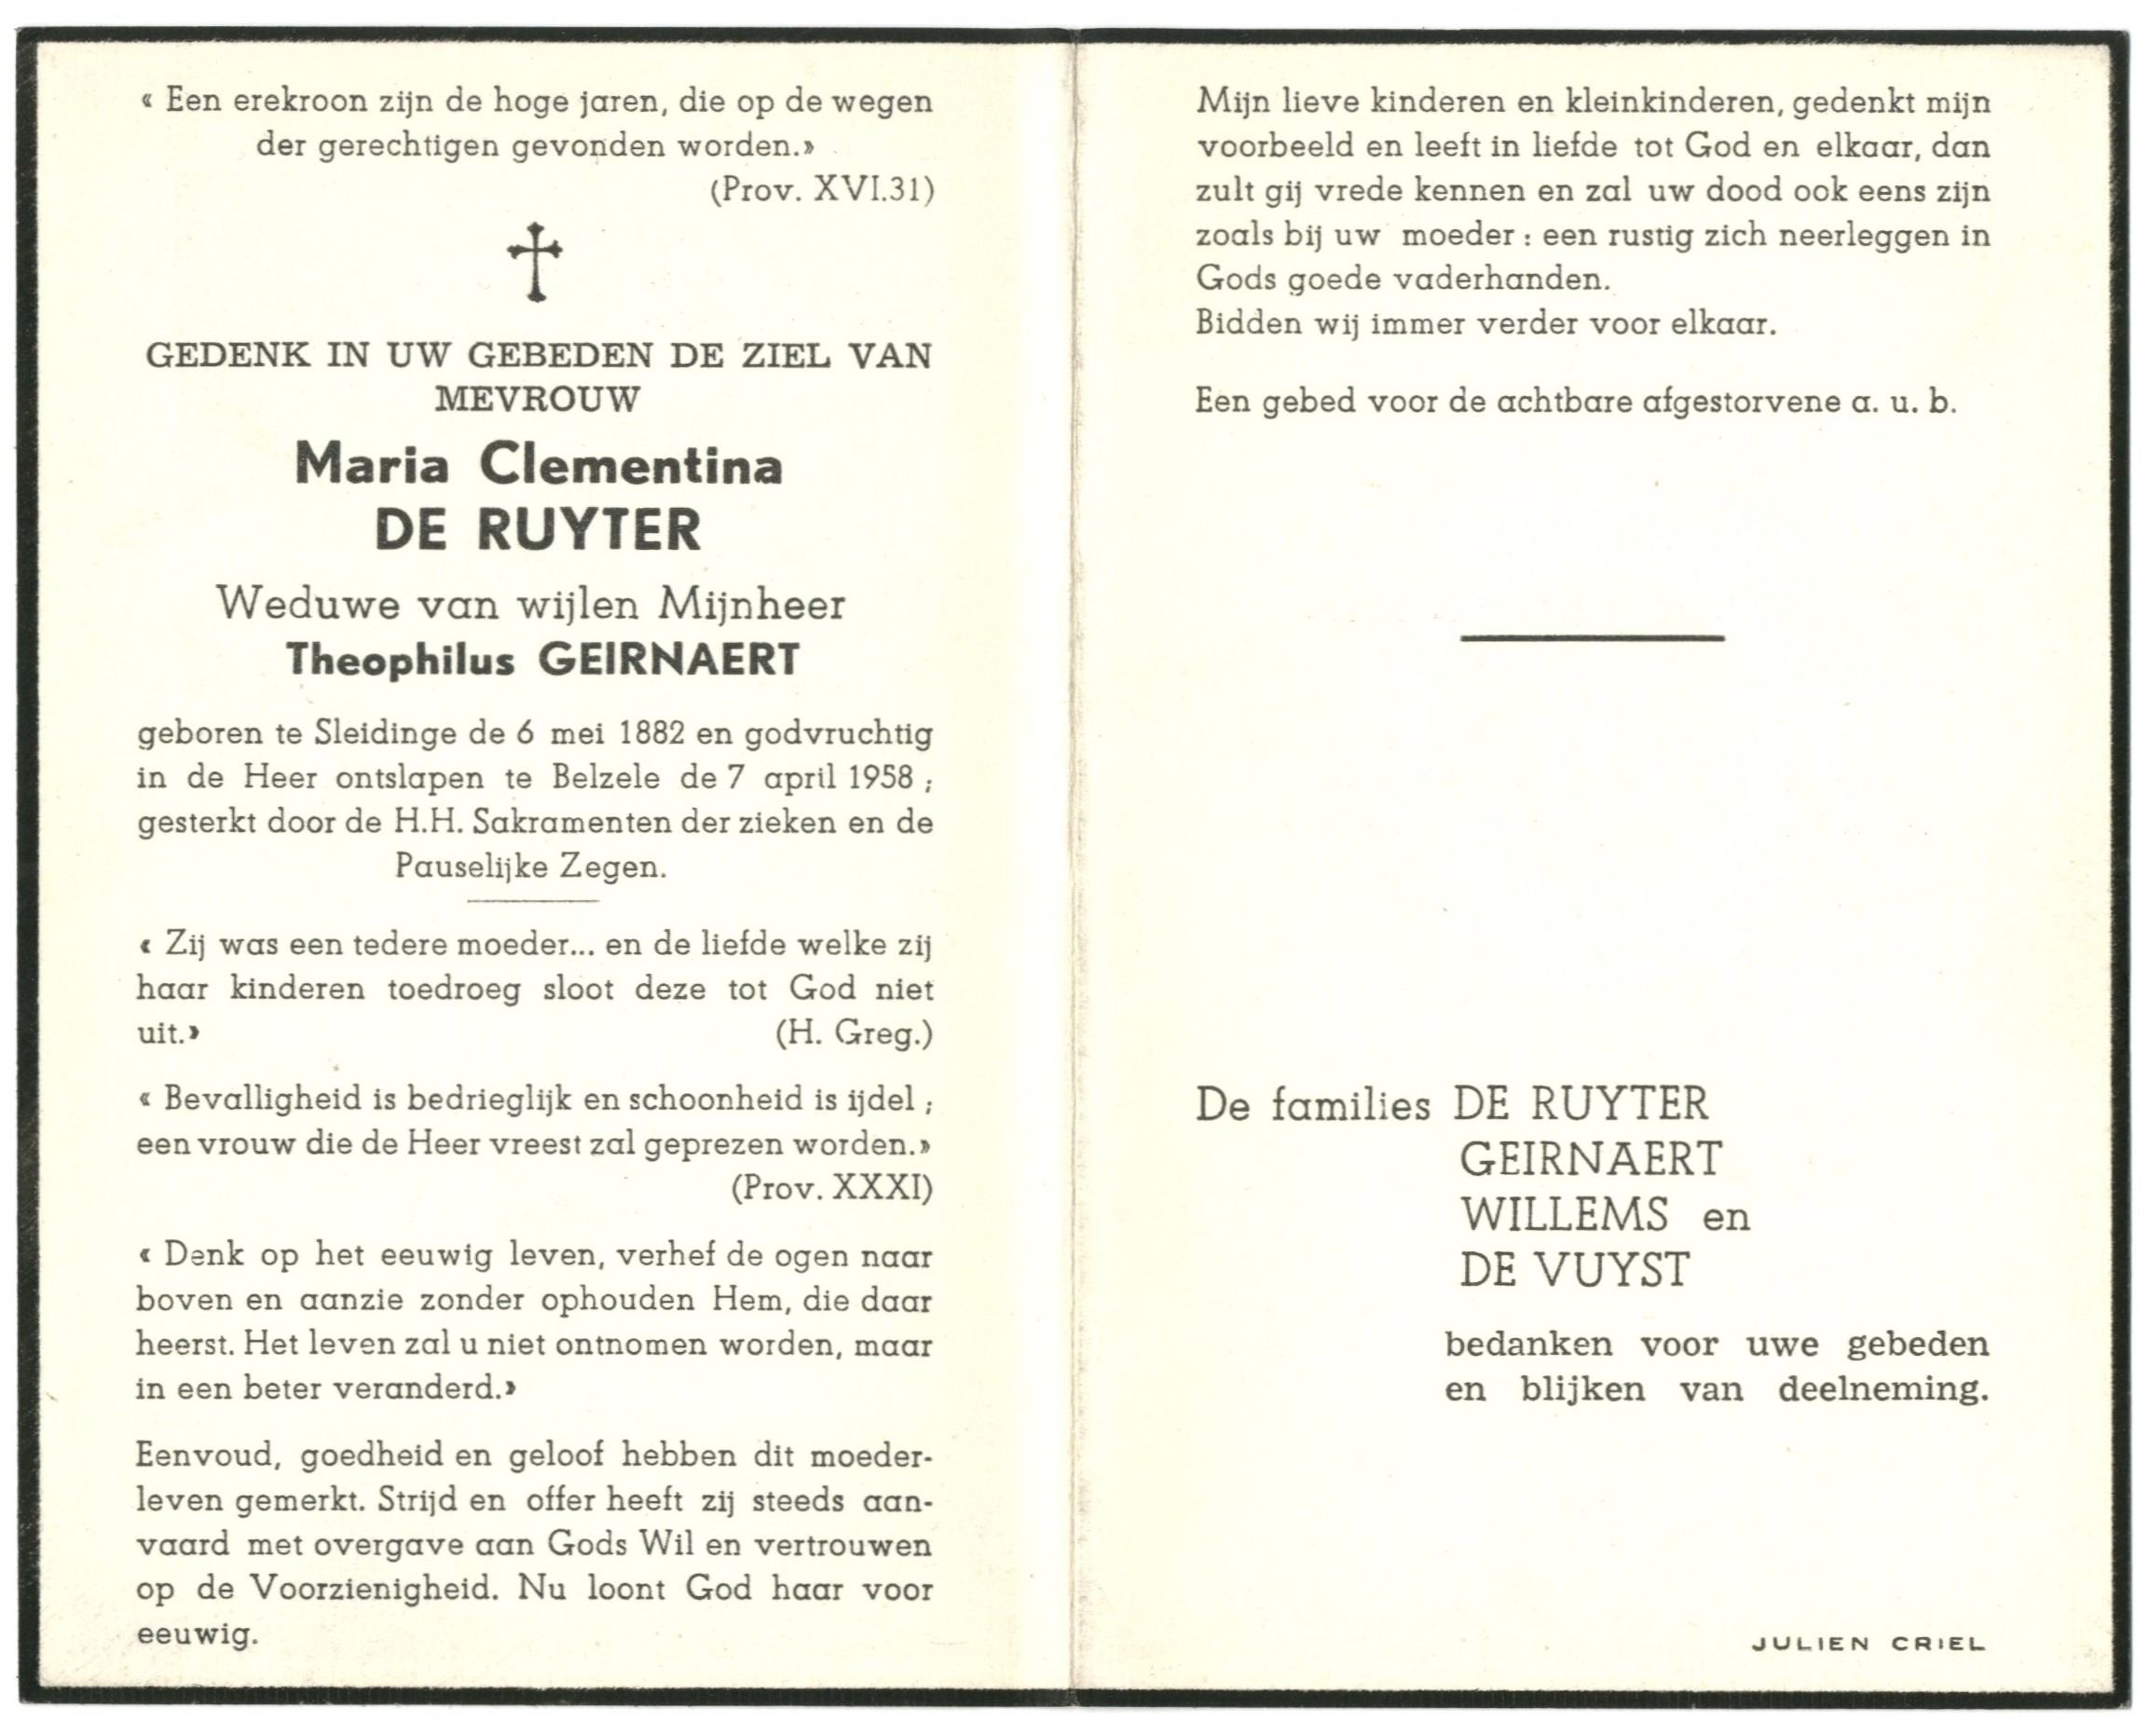 « Een erekroon zijn de hoge jaren, die op de wegen
der gerechtigen gevonden worden.»
(Prov. XVI.31)
GEDENK IN UW GEBEDEN DE ZIEL VAN
MEVROUW
Maria Clementina
DE RUYTER
Weduwe van wijlen Mijnheer
Theophilus GEIRNAERT
geboren te Sleidinge de 6 mei 1882 en godvruchtig
in de Heer ontslapen te Belzele de 7 april 1958 ;
gesterkt door de H.H. Sakramenten der zieken en de
Pauselijke Zegen.
« Zij was een tedere moeder... en de liefde welke zij
haar kinderen toedroeg sloot deze tot God niet
uit.» (H. Greg.)
« Bevalligheid is bedrieglijk en schoonheid is ijdel ;
een vrouw die de Heer vreest zal geprezen worden.»
(Prov. XXXI)
« Denk op het eeuwig leven, verhef de ogen naar
boven en aanzie zonder ophouden Hem, die daar
heerst. Het leven zal u niet ontnomen worden, maar
in een beter veranderd.»
Eenvoud, goedheid en geloof hebben dit moeder-
leven gemerkt. Strijd en offer heeft zij steeds aan-
vaard met overgave aan Gods Wil en vertrouwen
op de Voorzienigheid. Nu loont God haar voor
eeuwig.
Mijn lieve kinderen en kleinkinderen, gedenkt mijn
voorbeeld en leeft in liefde tot God en elkaar, dan
zult gij vrede kennen en zal uw dood ook eens zijn
zoals bij uw moeder : een rustig zich neerleggen in
Gods goede vaderhanden.
Bidden wij immer verder voor elkaar.
Een gebed voor de achtbare afgestorvene a. u. b.
De families DE RUYTER
GEIRNAERT
WILLEMS en
DE VUYST
bedanken voor uwe gebeden
en blijken van deelneming.
JULIEN CRIEL